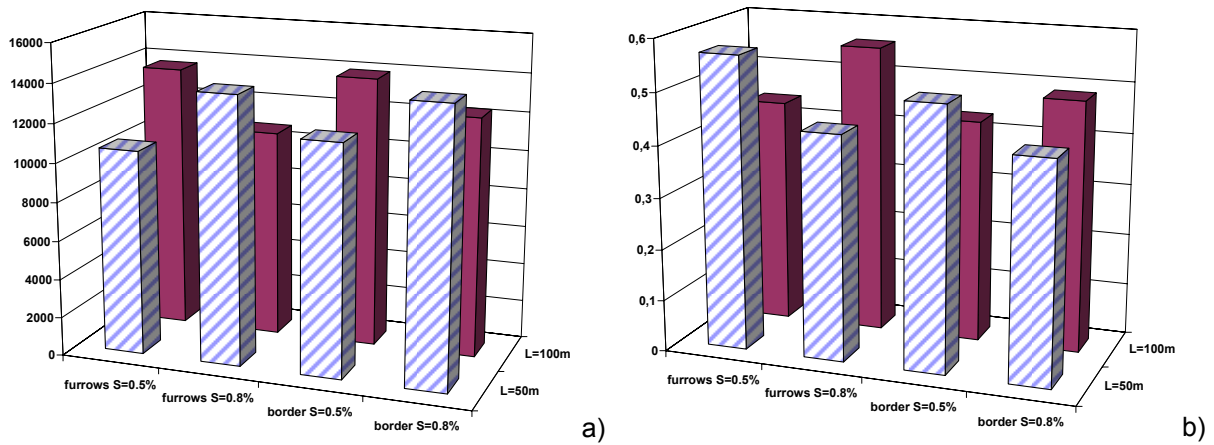 16000
14000
12000
10000
8000
6000
4000
2000
0
furrows S=0.5%
furrows S=0.8%
border S=0.5%
border S=0.8%
L=50m
L=100m
a)
0,6
0,5
0,4
0,3
0,2
0,1
0
furrows S=0.5%
furrows S=0.8%
border S=0.5%
border S=0.8%
L=50m
L=100m
b)